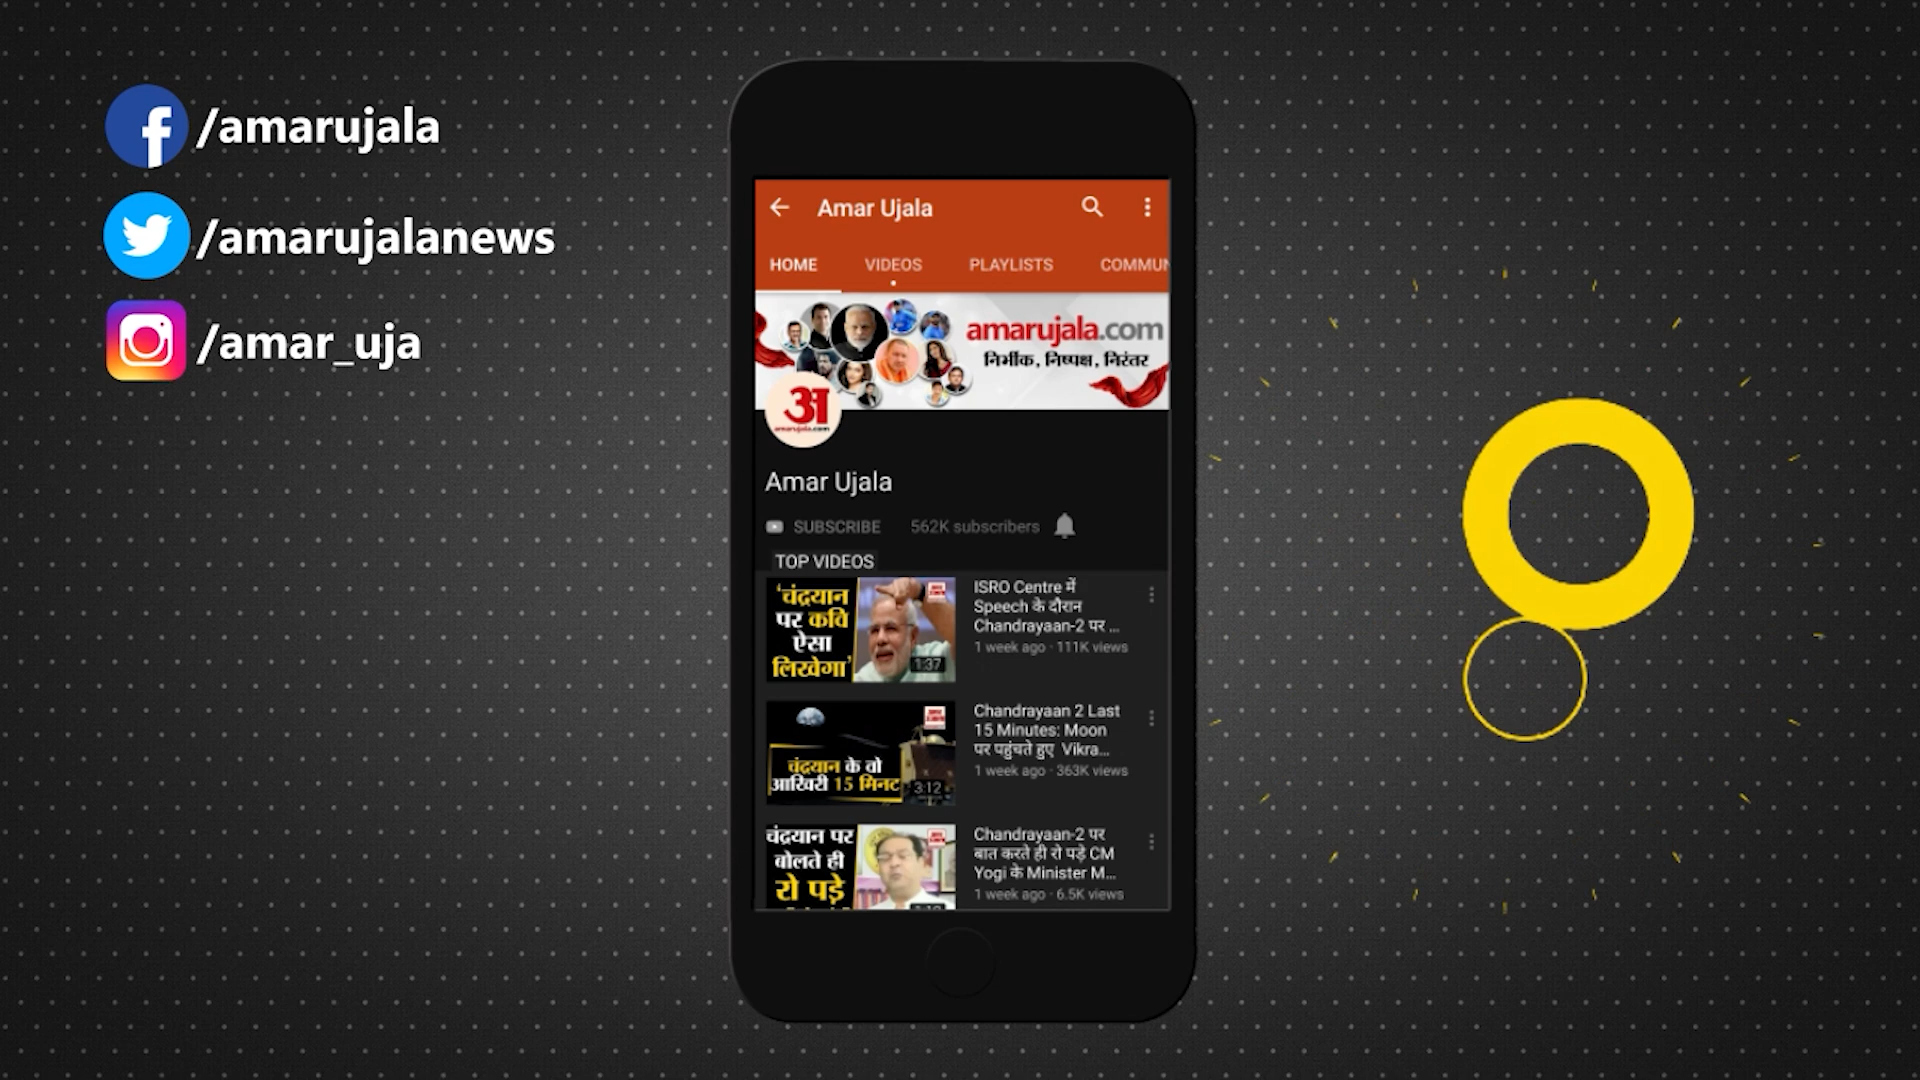 /amarujala
/amarujalanews
/amar_uja
Amar Ujala
HOME VIDEOS PLAYLISTS COMMUN
amarujala.com
निर्भीक, निष्पक्ष, निरंतर
अ
amarujala.com
Amar Ujala
SUBSCRIBE 562K subscribers
TOP VIDEOS
'चंद्रयान
पर कवि
ऐसा
लिखेगा'
1:37
ISRO Centre में
Speech के दौरान
Chandrayaan-2 पर ...
1 week ago · 111K views
चंद्रयान के वो
आखिरी 15 मिनट
3:12
Chandrayaan 2 Last
15 Minutes: Moon
पर पहुंचते हुए Vikra...
1 week ago · 363K views
चंद्रयान पर
बोलते ही
रो पड़े
Chandrayaan-2 पर
बात करते ही रो पड़े CM
Yogi के Minister M...
1 week ago · 6.5K views